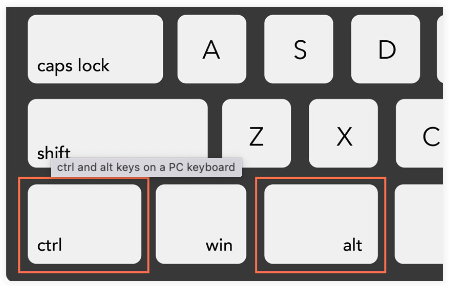 caps lock A S D
shift Z X C
ctrl and alt keys on a PC keyboard
ctrl win alt